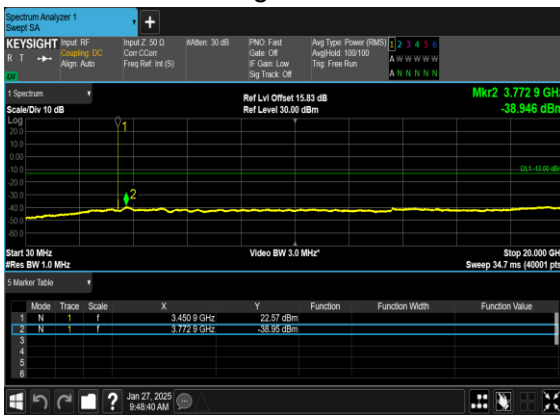 Spectrum Analyzer 1
Swept SA
KEYSIGHT
R T
LV
Input: RF
Coupling: DC
Align: Auto
Input Z: 50 Ω
Corr CCorr
Freq Ref: Int (S)
#Atten: 30 dB
PNO: Fast
Gate: Off
IF Gain: Low
Sig Track: Off
Avg Type: Power (RMS)
Avg|Hold: 100/100
Trig: Free Run
1 2 3 4 5 6
A W W W W W
A N N N N N
1 Spectrum
Scale/Div 10 dB
Log
Ref Lvl Offset 15.83 dB
Ref Level 30.00 dBm
Mkr2 3.772 9 GHz
-38.946 dBm
20.0
10.0
0.00
-10.0
-20.0
-30.0
-40.0
-50.0
-60.0
1
2
DL1 -13.00 dBm
Start 30 MHz
#Res BW 1.0 MHz
Video BW 3.0 MHz*
Stop 20.000 GHz
Sweep 34.7 ms (40001 pts)
5 Marker Table
Mode Trace Scale X Y Function Function Width Function Value
1 N 1 f 3.450 9 GHz 22.57 dBm
2 N 1 f 3.772 9 GHz -38.95 dBm
3
4
5
6
?
Jan 27, 2025
9:48:40 AM